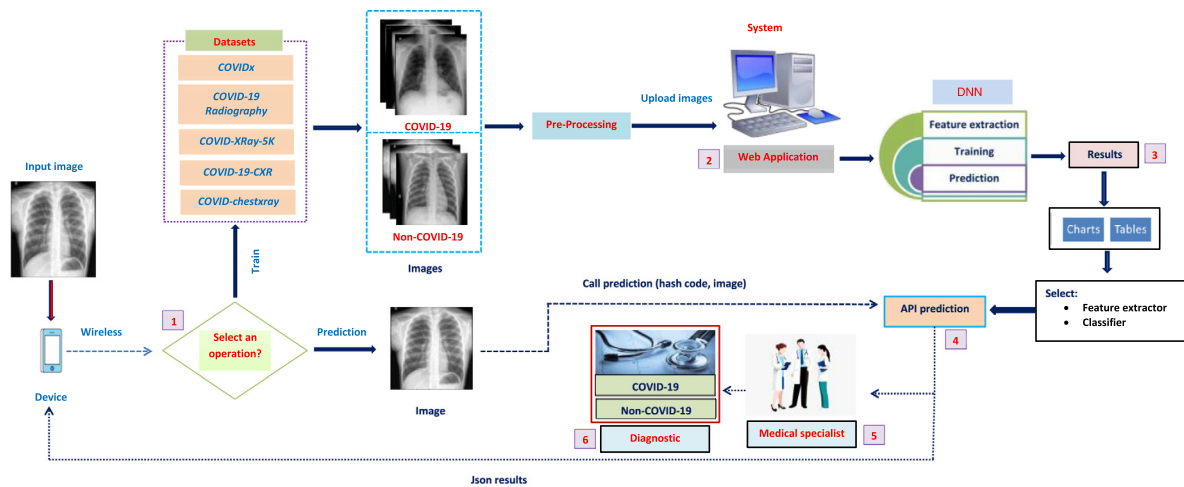 Datasets
COVIDx
COVID-19
Radiography
COVID-XRay-5K
COVID-19-CXR
COVID-chestxray
COVID-19
Non-COVID-19
Images
Pre-Processing
Upload images
System
2
Web Application
DNN
Feature extraction
Training
Prediction
Results
3
Charts
Tables
Select:
• Feature extractor
• Classifier
Input image
Wireless
Device
1
Train
Select an
operation?
Prediction
Image
Call prediction (hash code, image)
API prediction
4
COVID-19
Non-COVID-19
6
Diagnostic
Medical specialist
5
Json results